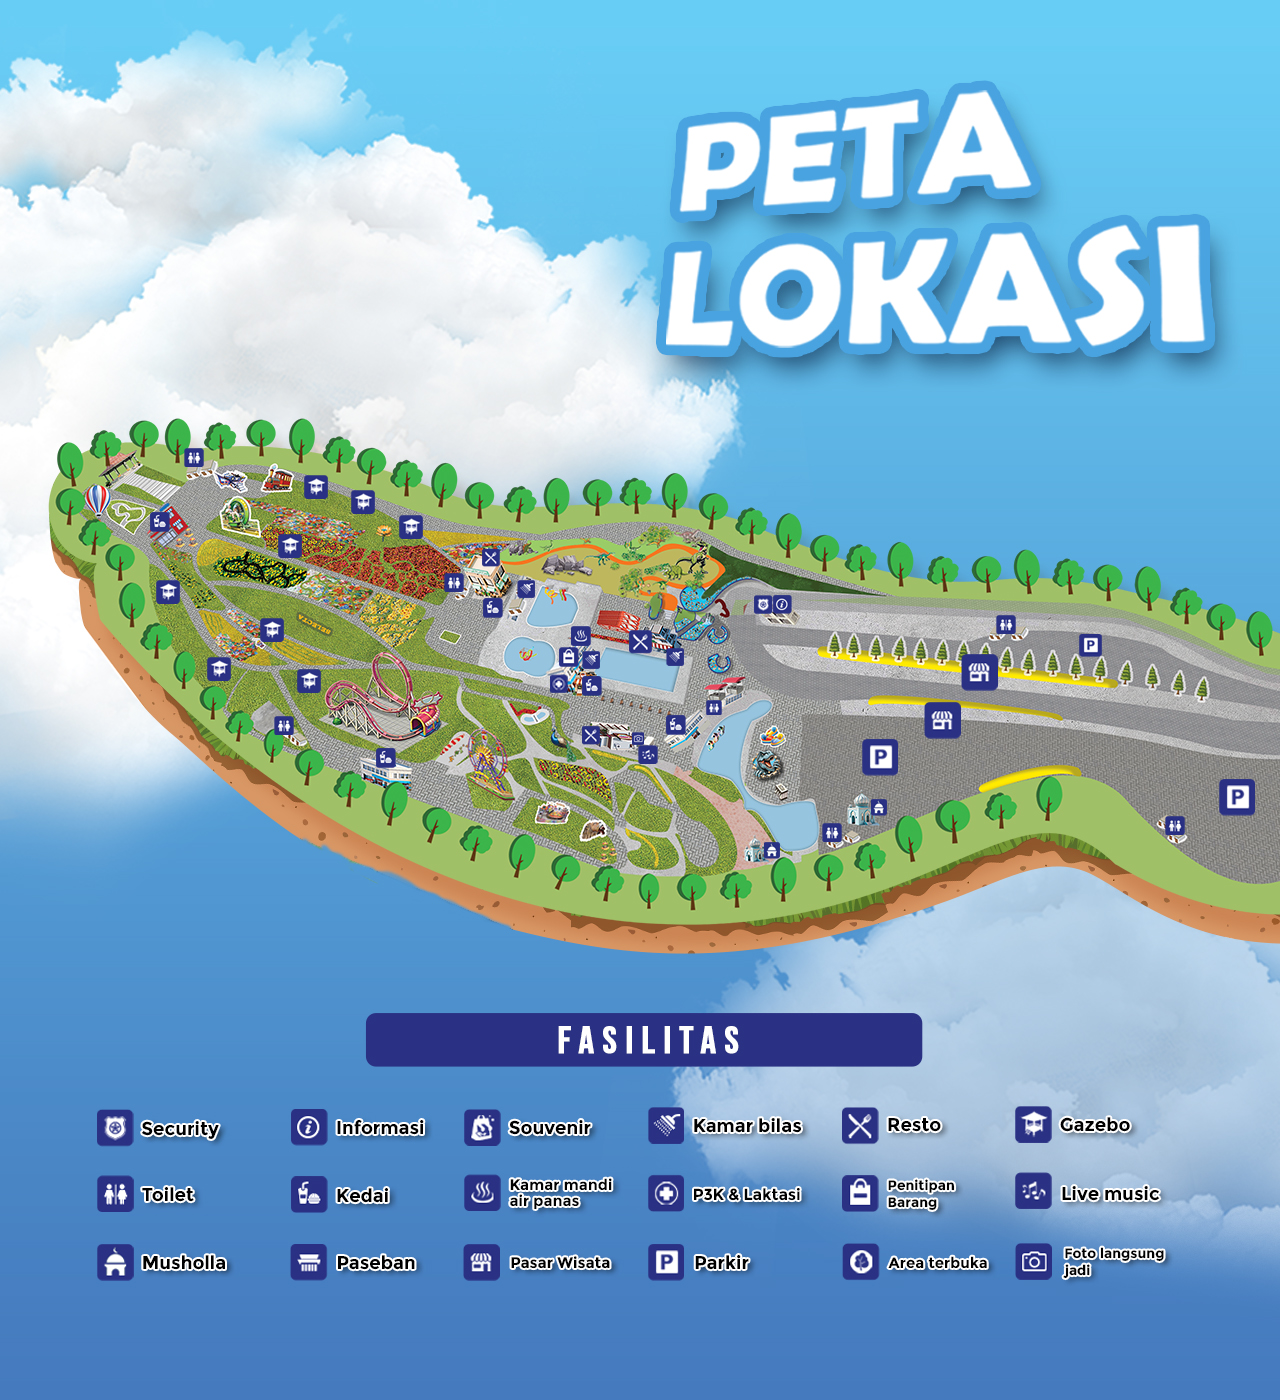 PETA
LOKASI
SELECTA
P
P
P
FASILITAS
Security
Informasi
Souvenir
Kamar bilas
Resto
Gazebo
Toilet
Kedai
Kamar mandi
air panas
P3K & Laktasi
Penitipan
Barang
Live music
Musholla
Paseban
Pasar Wisata
P
Parkir
Area terbuka
Foto langsung
jadi